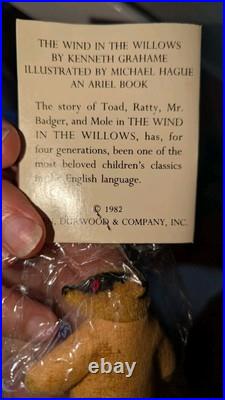 THE WIND IN THE WILLOWS
BY KENNETH GRAHAME
ILLUSTRATED BY MICHAEL HAGUE
AN ARIEL BOOK
The story of Toad, Ratty, Mr.
Badger, and Mole in THE WIND
IN THE WILLOWS, has, for
four generations, been one of the
most beloved children's classics
in the English language.
© 1982
DURWOOD & COMPANY, INC.